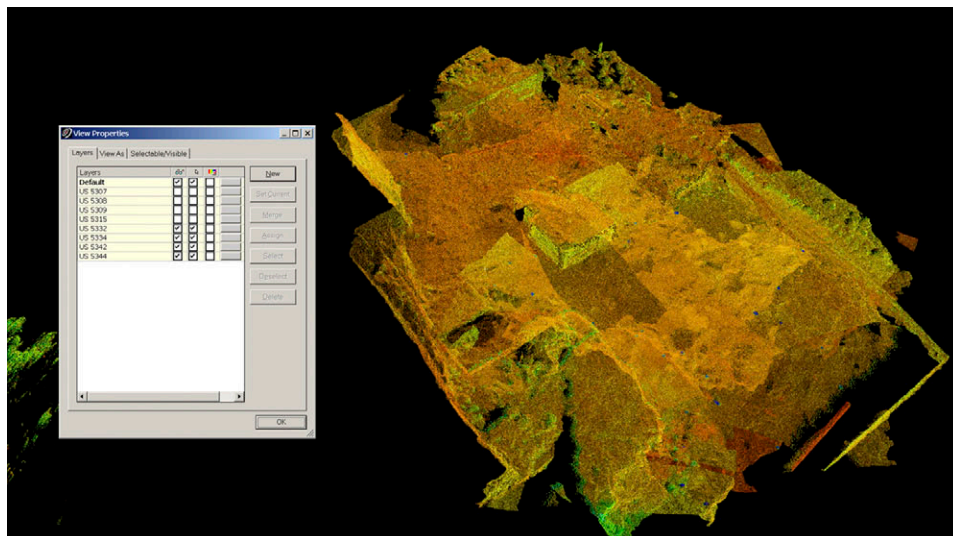 View Properties
Layers View As Selectable/Visible
Layers
Default
US 5307
US 5308
US 5309
US 5315
US 5332
US 5334
US 5342
US 5344
New
Set Current
Merge
Assign
Select
Deselect
Delete
OK